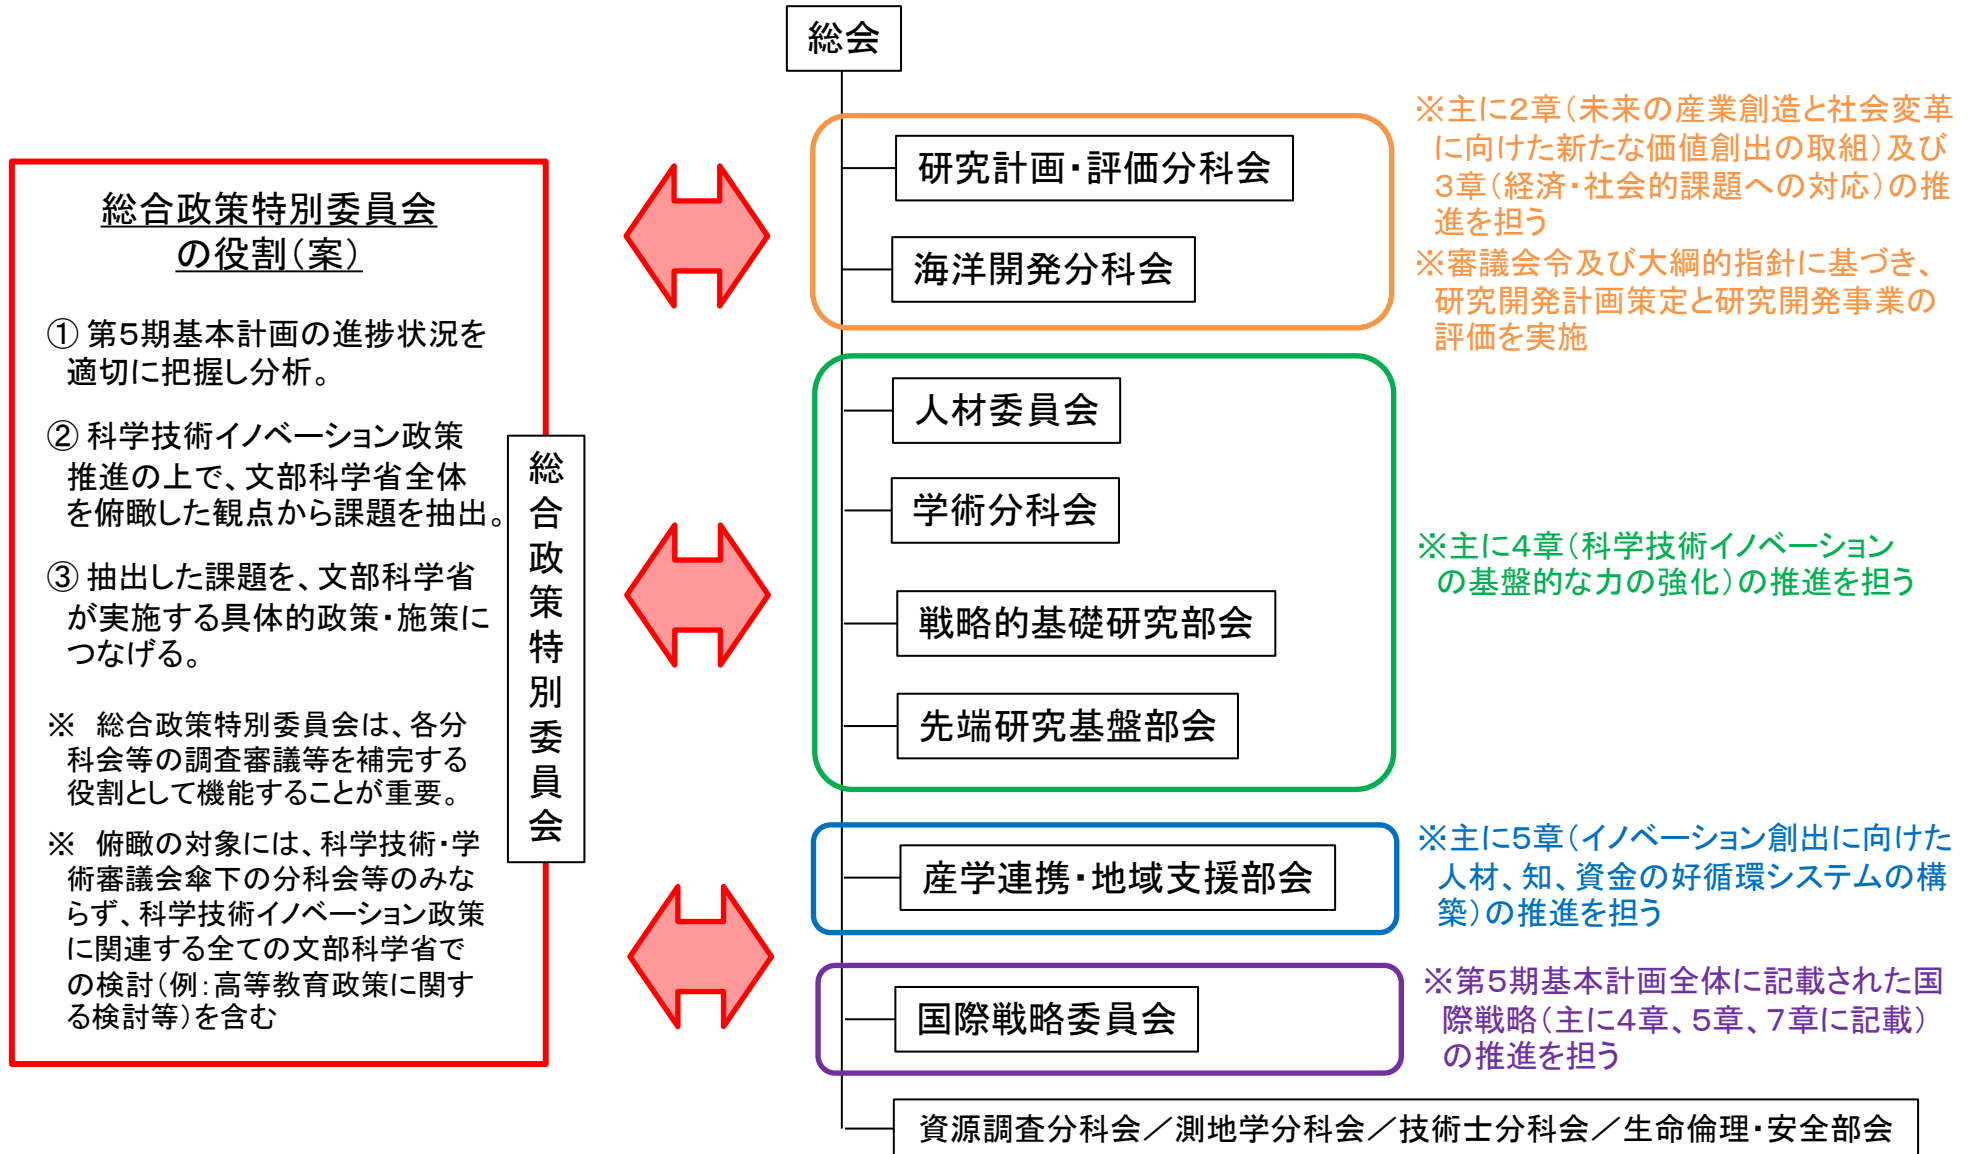 総会
総合政策特別委員会
の役割(案)
① 第5期基本計画の進捗状況を
適切に把握し分析。
② 科学技術イノベーション政策
推進の上で、文部科学省全体
を俯瞰した観点から課題を抽出。
③ 抽出した課題を、文部科学省
が実施する具体的政策・施策に
つなげる。
※ 総合政策特別委員会は、各分
科会等の調査審議等を補完する
役割として機能することが重要。
※ 俯瞰の対象には、科学技術・学
術審議会傘下の分科会等のみな
らず、科学技術イノベーション政策
に関連する全ての文部科学省で
の検討(例:高等教育政策に関す
る検討等)を含む
総合政策特別委員会
研究計画・評価分科会
海洋開発分科会
※主に2章(未来の産業創造と社会変革
に向けた新たな価値創出の取組)及び
3章(経済・社会的課題への対応)の推
進を担う
※審議会令及び大綱的指針に基づき、
研究開発計画策定と研究開発事業の
評価を実施
人材委員会
学術分科会
戦略的基礎研究部会
先端研究基盤部会
※主に4章(科学技術イノベーション
の基盤的な力の強化)の推進を担う
産学連携・地域支援部会
※主に5章(イノベーション創出に向けた
人材、知、資金の好循環システムの構
築)の推進を担う
国際戦略委員会
※第5期基本計画全体に記載された国
際戦略(主に4章、5章、7章に記載)
の推進を担う
資源調査分科会/測地学分科会/技術士分科会/生命倫理・安全部会